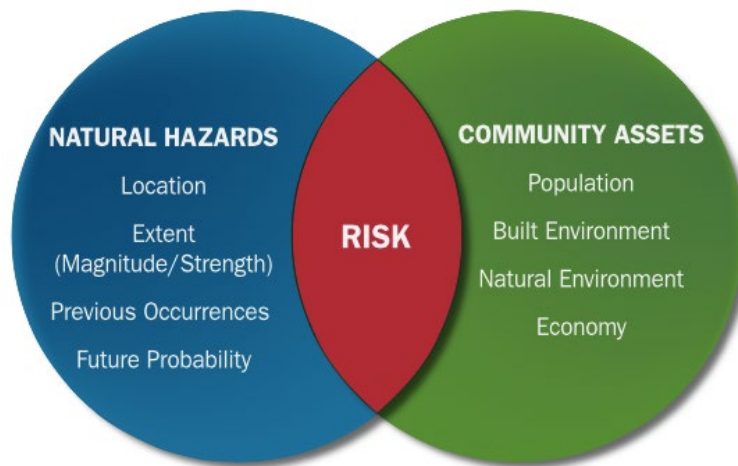 NATURAL HAZARDS
Location
Extent
(Magnitude/Strength)
Previous Occurrences
Future Probability
RISK
COMMUNITY ASSETS
Population
Built Environment
Natural Environment
Economy